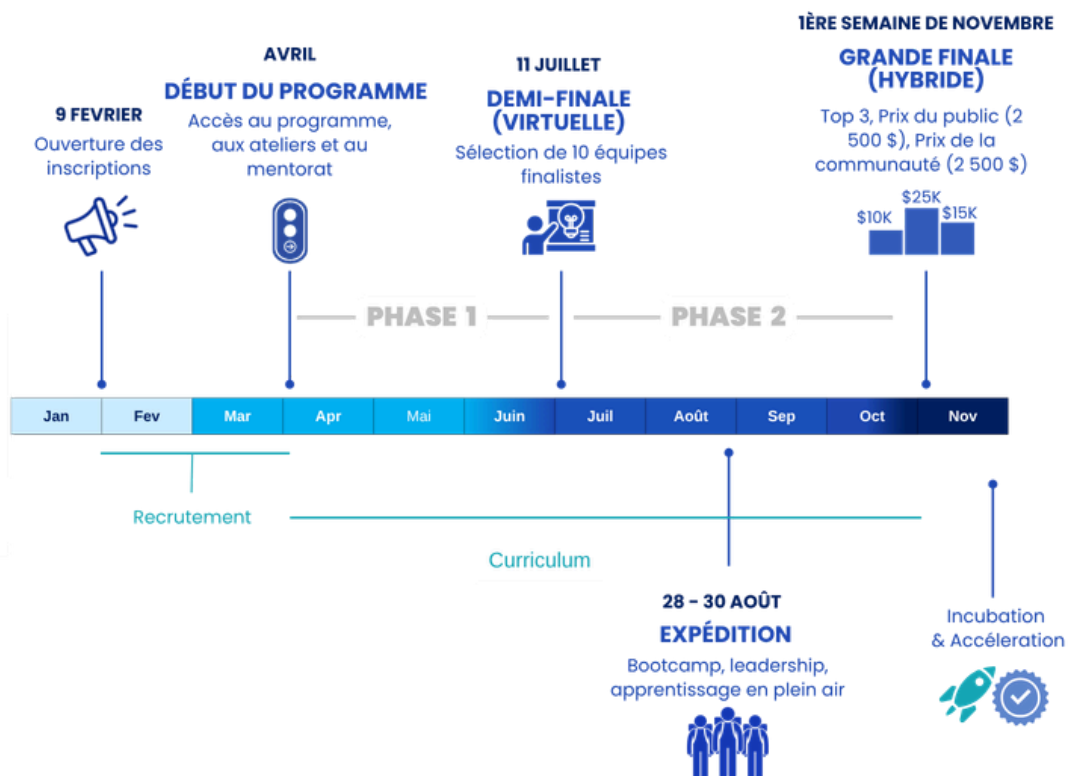 9 FEVRIER
Ouverture des
inscriptions
AVRIL
DÉBUT DU PROGRAMME
Accès au programme,
aux ateliers et au
mentorat
11 JUILLET
DEMI-FINALE
(VIRTUELLE)
Sélection de 10 équipes
finalistes
1ÈRE SEMAINE DE NOVEMBRE
GRANDE FINALE
(HYBRIDE)
Top 3, Prix du public (2
500 $), Prix de la
communauté (2 500 $)
$10K
$25K
$15K
PHASE 1
PHASE 2
Jan
Fev
Mar
Apr
Mai
Juin
Juil
Août
Sep
Oct
Nov
Recrutement
Curriculum
28 - 30 AOÛT
EXPÉDITION
Bootcamp, leadership,
apprentissage en plein air
Incubation
& Accéleration